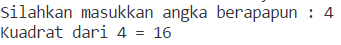 Silahkan masukkan angka berapapun : 4
Kuadrat dari 4 = 16